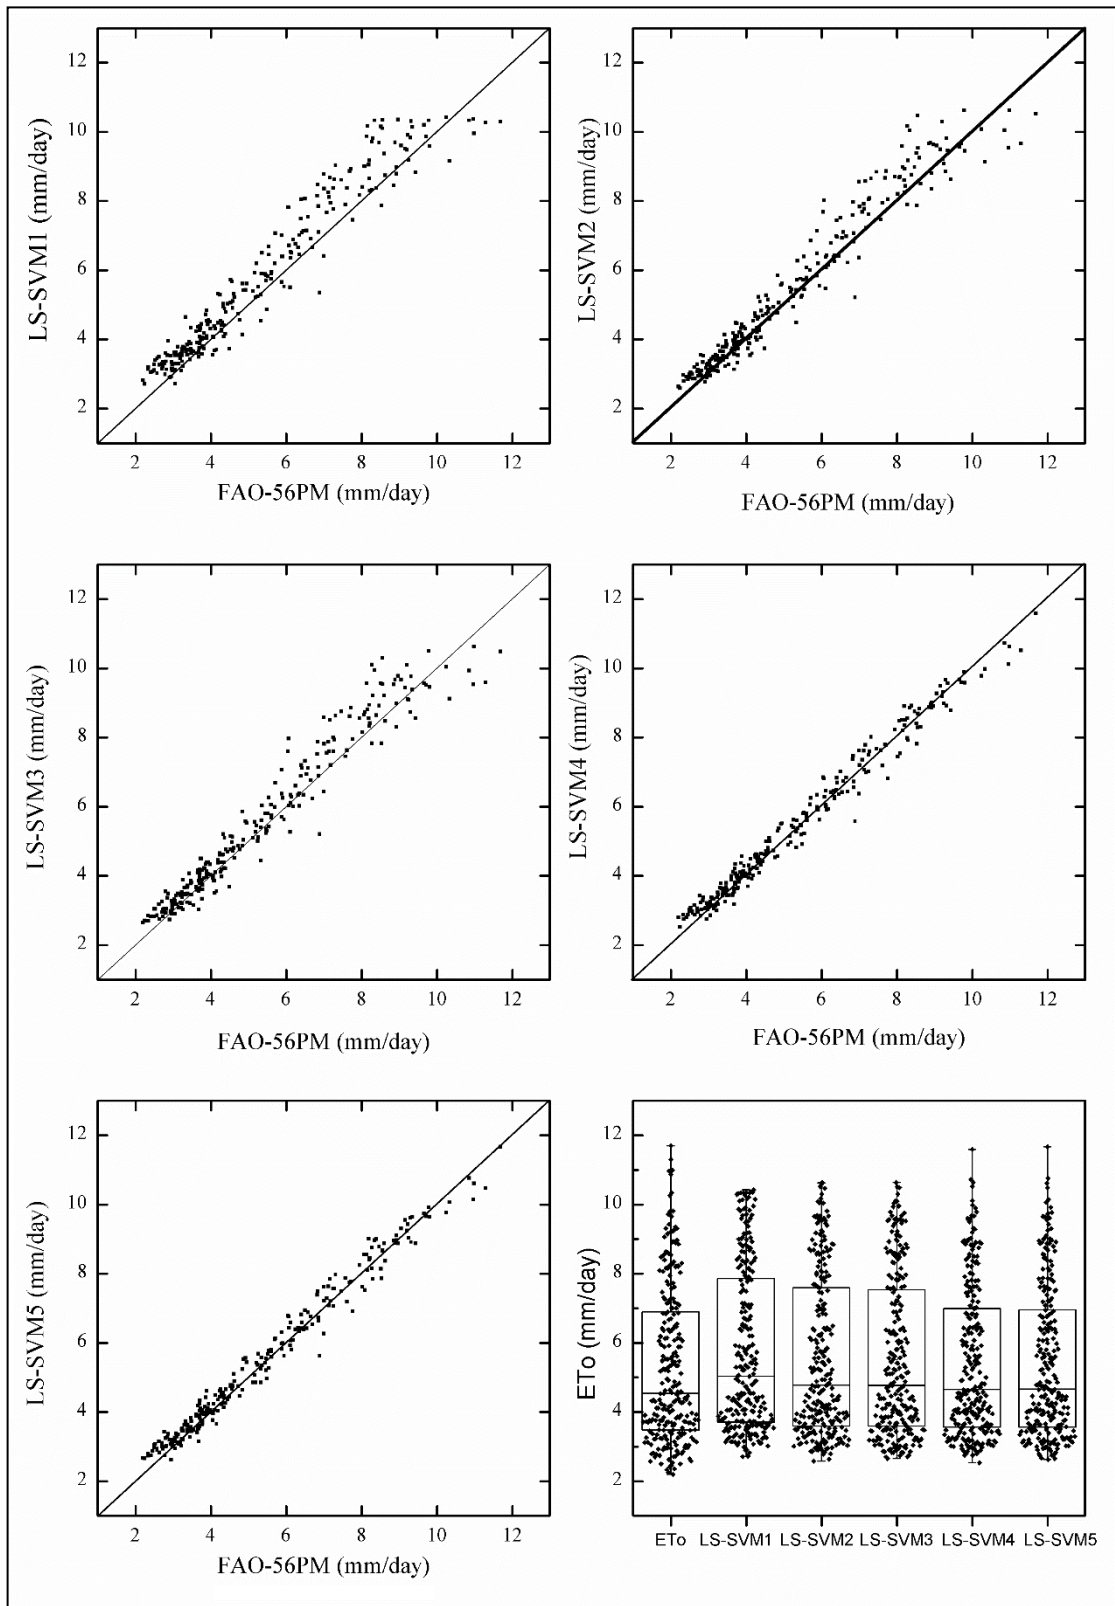 12
10
8
6
4
2
LS-SVM1 (mm/day)
2 4 6 8 10 12
FAO-56PM (mm/day)
12
10
8
6
4
2
LS-SVM2 (mm/day)
2 4 6 8 10 12
FAO-56PM (mm/day)
12
10
8
6
4
2
LS-SVM3 (mm/day)
2 4 6 8 10 12
FAO-56PM (mm/day)
12
10
8
6
4
2
LS-SVM4 (mm/day)
2 4 6 8 10 12
FAO-56PM (mm/day)
12
10
8
6
4
2
LS-SVM5 (mm/day)
2 4 6 8 10 12
FAO-56PM (mm/day)
12
10
8
6
4
2
ETo (mm/day)
ETo LS-SVM1 LS-SVM2 LS-SVM3 LS-SVM4 LS-SVM5